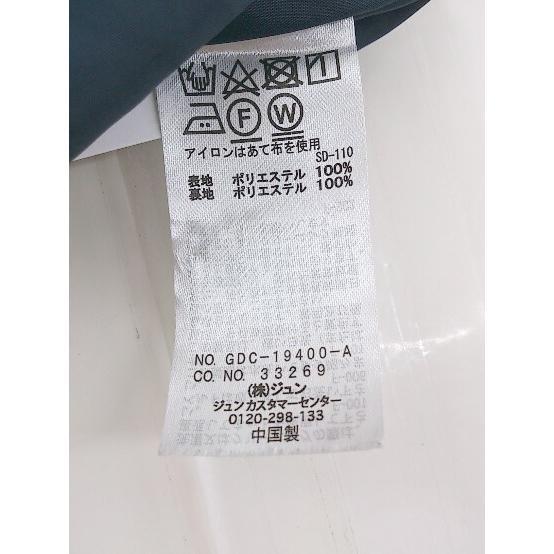 F W
アイロンはあて布を使用
SD-110
表地 ポリエステル 100%
裏地 ポリエステル 100%
NO. GDC-19400-A
CO. NO. 33269
(株)ジュン
ジュンカスタマーセンター
0120-298-133
中国製